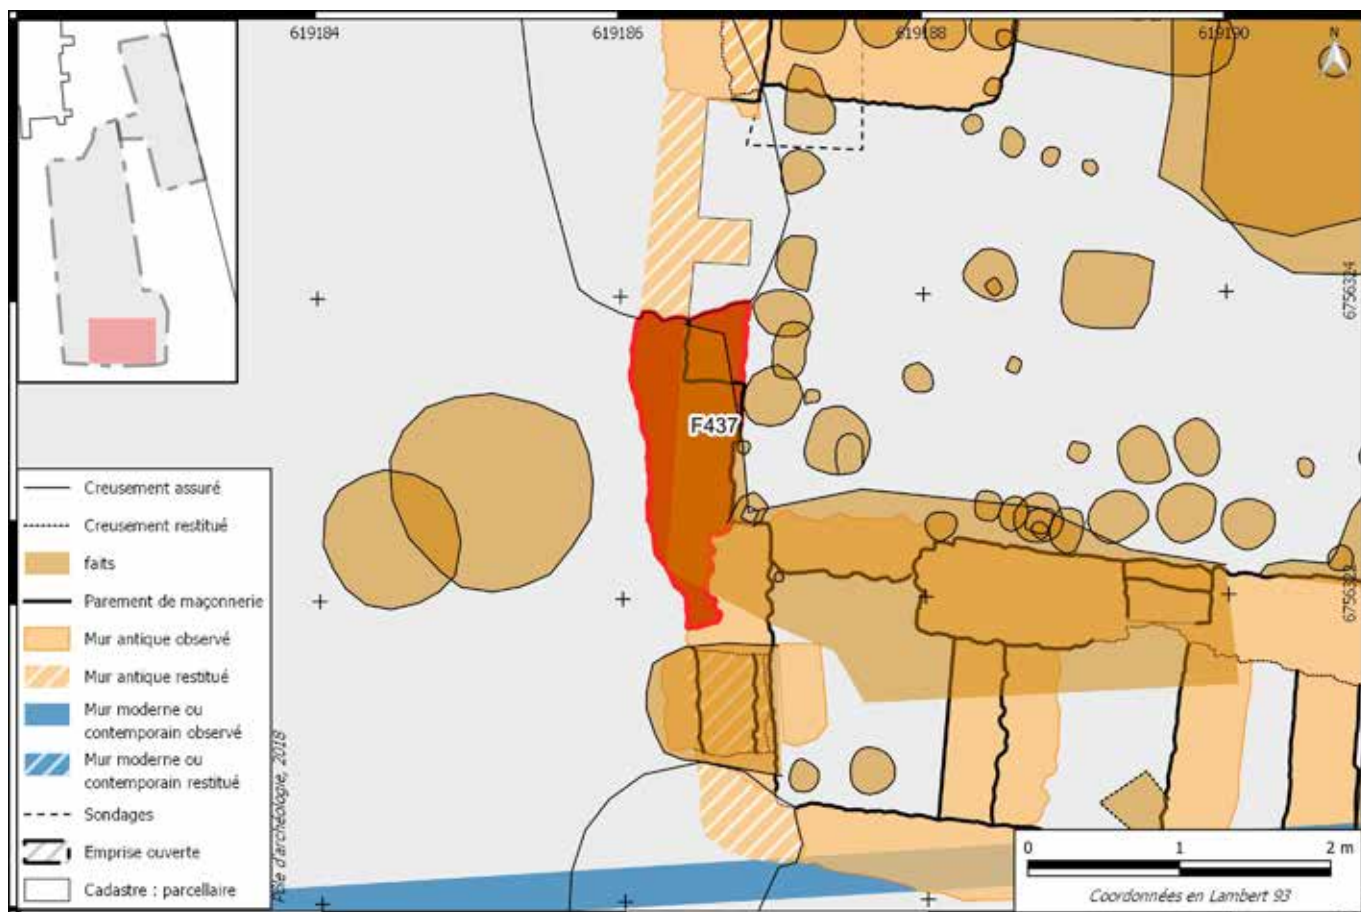 619184
619186
619188
619190
N
6756324
F437
6756322
Creusement assuré
Creusement restitué
faits
Parement de maçonnerie
Mur antique observé
Mur antique restitué
Mur moderne ou
contemporain observé
Mur moderne ou
contemporain restitué
Sondages
Emprise ouverte
Cadastre : parcellaire
Pôle d'archéologie, 2018
0 1 2 m
Coordonnées en Lambert 93